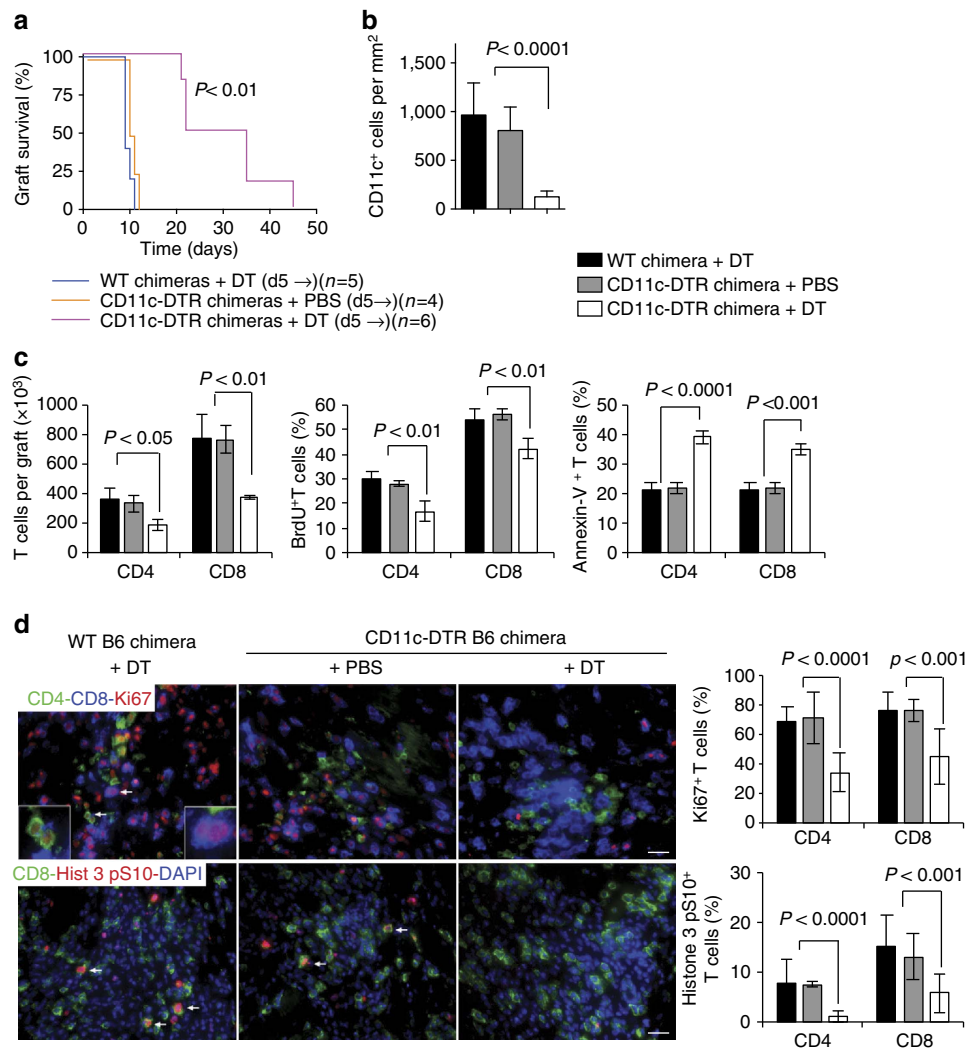 a
Graft survival (%)
100
75
50
25
0
0 10 20 30 40 50
Time (days)
P< 0.01
WT chimeras + DT (d5 →)(n=5)
CD11c-DTR chimeras + PBS (d5→)(n=4)
CD11c-DTR chimeras + DT (d5 →)(n=6)
b
CD11c+ cells per mm2
1,500
1,000
500
0
P< 0.0001
WT chimera + DT
CD11c-DTR chimera + PBS
CD11c-DTR chimera + DT
c
T cells per graft (×10³)
1000
800
600
400
200
0
P < 0.05
P < 0.01
CD4 CD8
BrdU+T cells (%)
60
50
40
30
20
10
0
P < 0.01
P < 0.01
CD4 CD8
Annexin-V + T cells (%)
50
40
30
20
10
0
P < 0.0001
P <0.001
CD4 CD8
d
WT B6 chimera
+ DT
CD11c-DTR B6 chimera
+ PBS
+ DT
CD4-CD8-Ki67
CD8-Hist 3 pS10-DAPI
Ki67+ T cells (%)
100
80
60
40
20
0
P < 0.0001
p < 0.001
CD4 CD8
Histone 3 pS10+
T cells (%)
30
20
10
0
P < 0.0001
P < 0.001
CD4 CD8